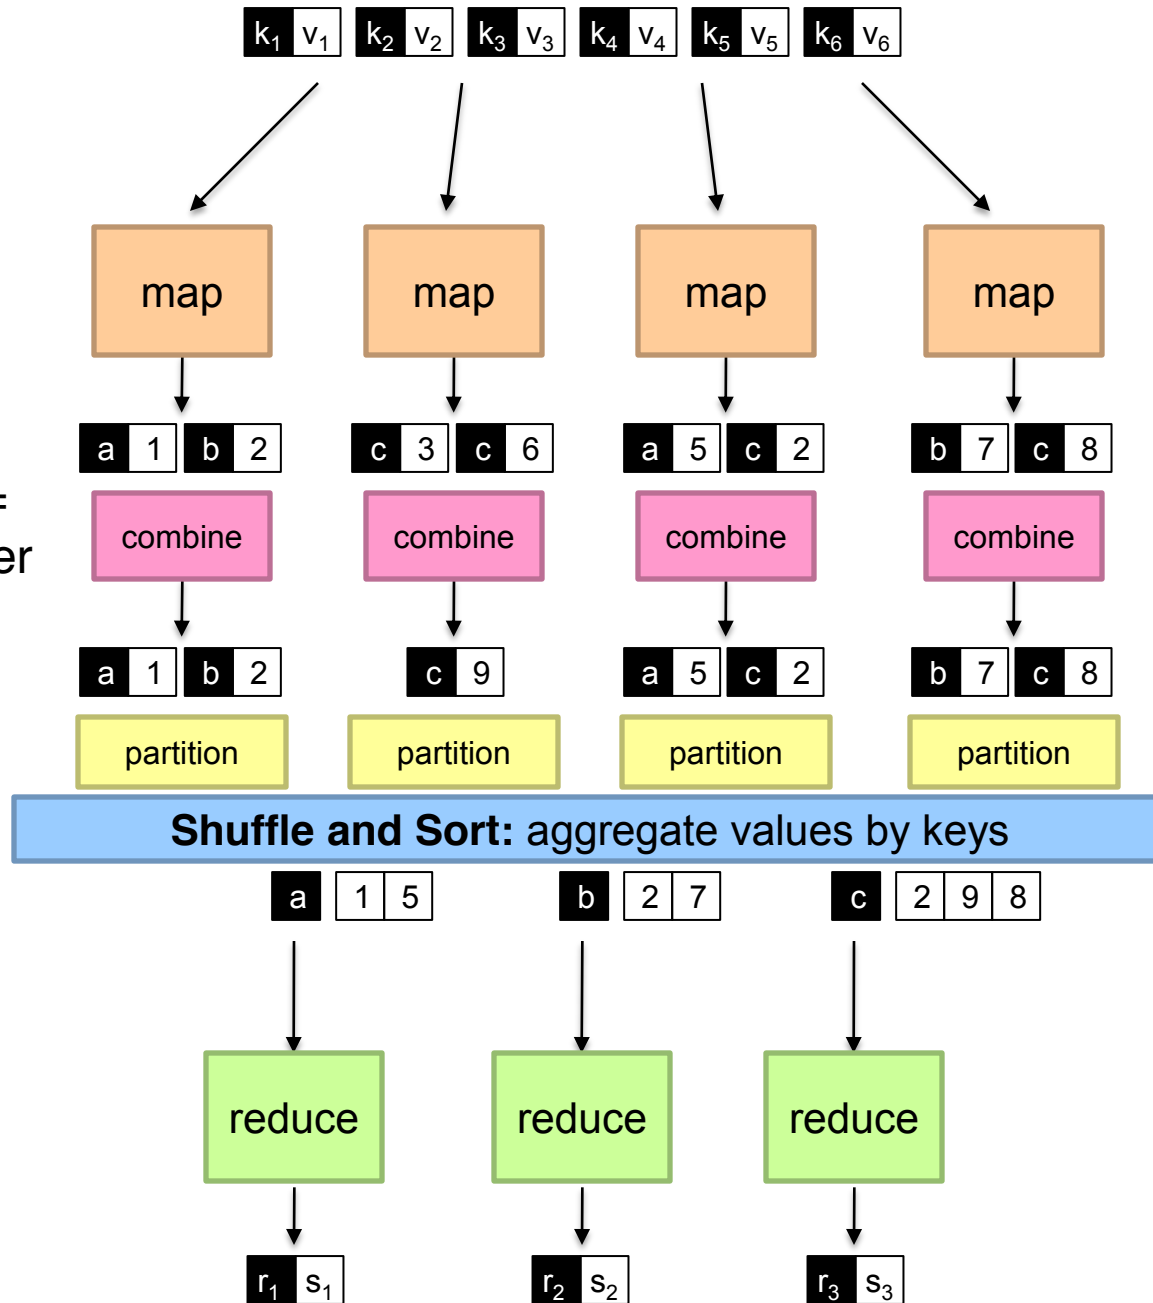 k₁ v₁ k₂ v₂ k₃ v₃ k₄ v₄ k₅ v₅ k₆ v₆
map map map map
a 1 b 2 c 3 c 6 a 5 c 2 b 7 c 8
=
er
combine combine combine combine
a 1 b 2 c 9 a 5 c 2 b 7 c 8
partition partition partition partition
Shuffle and Sort: aggregate values by keys
a 1 5 b 2 7 c 2 9 8
reduce reduce reduce
r₁ s₁ r₂ s₂ r₃ s₃